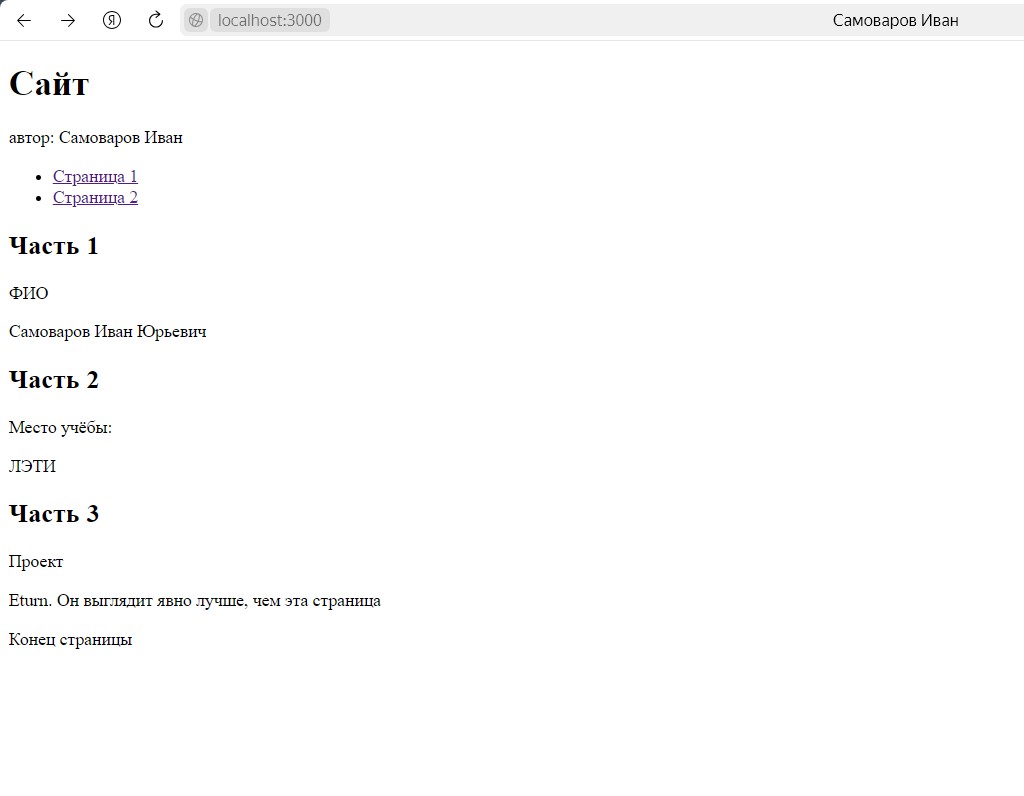 Я localhost:3000 Самоваров Иван
Сайт
автор: Самоваров Иван
Страница 1
Страница 2
Часть 1
ФИО
Самоваров Иван Юрьевич
Часть 2
Место учёбы:
ЛЭТИ
Часть 3
Проект
Eturn. Он выглядит явно лучше, чем эта страница
Конец страницы